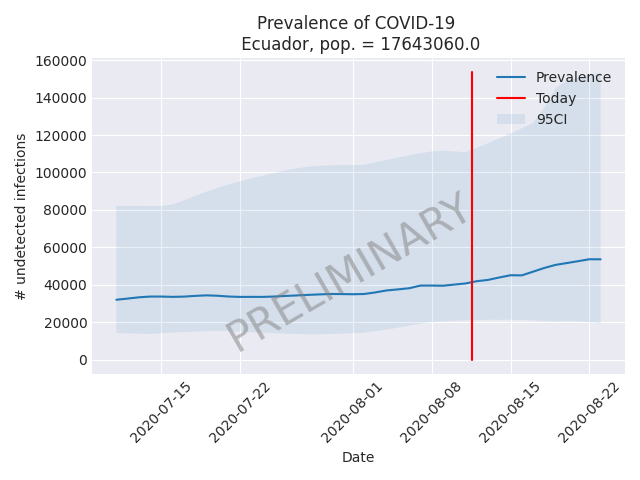 Prevalence of COVID-19
Ecuador, pop. = 17643060.0
160000
140000
120000
100000
80000
60000
40000
20000
0
# undetected infections
Prevalence
Today
95CI
PRELIMINARY
2020-07-15
2020-07-22
2020-08-01
2020-08-08
2020-08-15
2020-08-22
Date